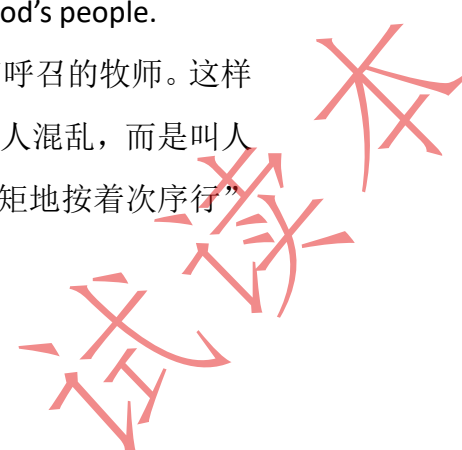 od's people.
呼召的牧师。这样
人混乱，而是叫人
矩地按着次序行”
试读本